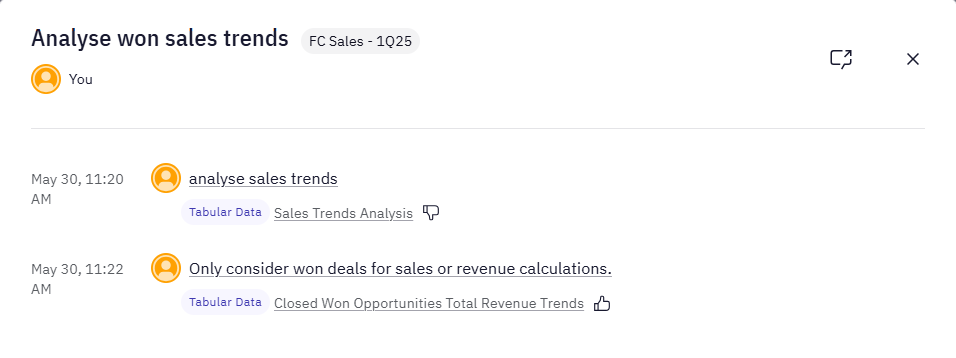 Analyse won sales trends FC Sales - 1Q25
You
May 30, 11:20 AM
analyse sales trends
Tabular Data Sales Trends Analysis
May 30, 11:22 AM
Only consider won deals for sales or revenue calculations.
Tabular Data Closed Won Opportunities Total Revenue Trends